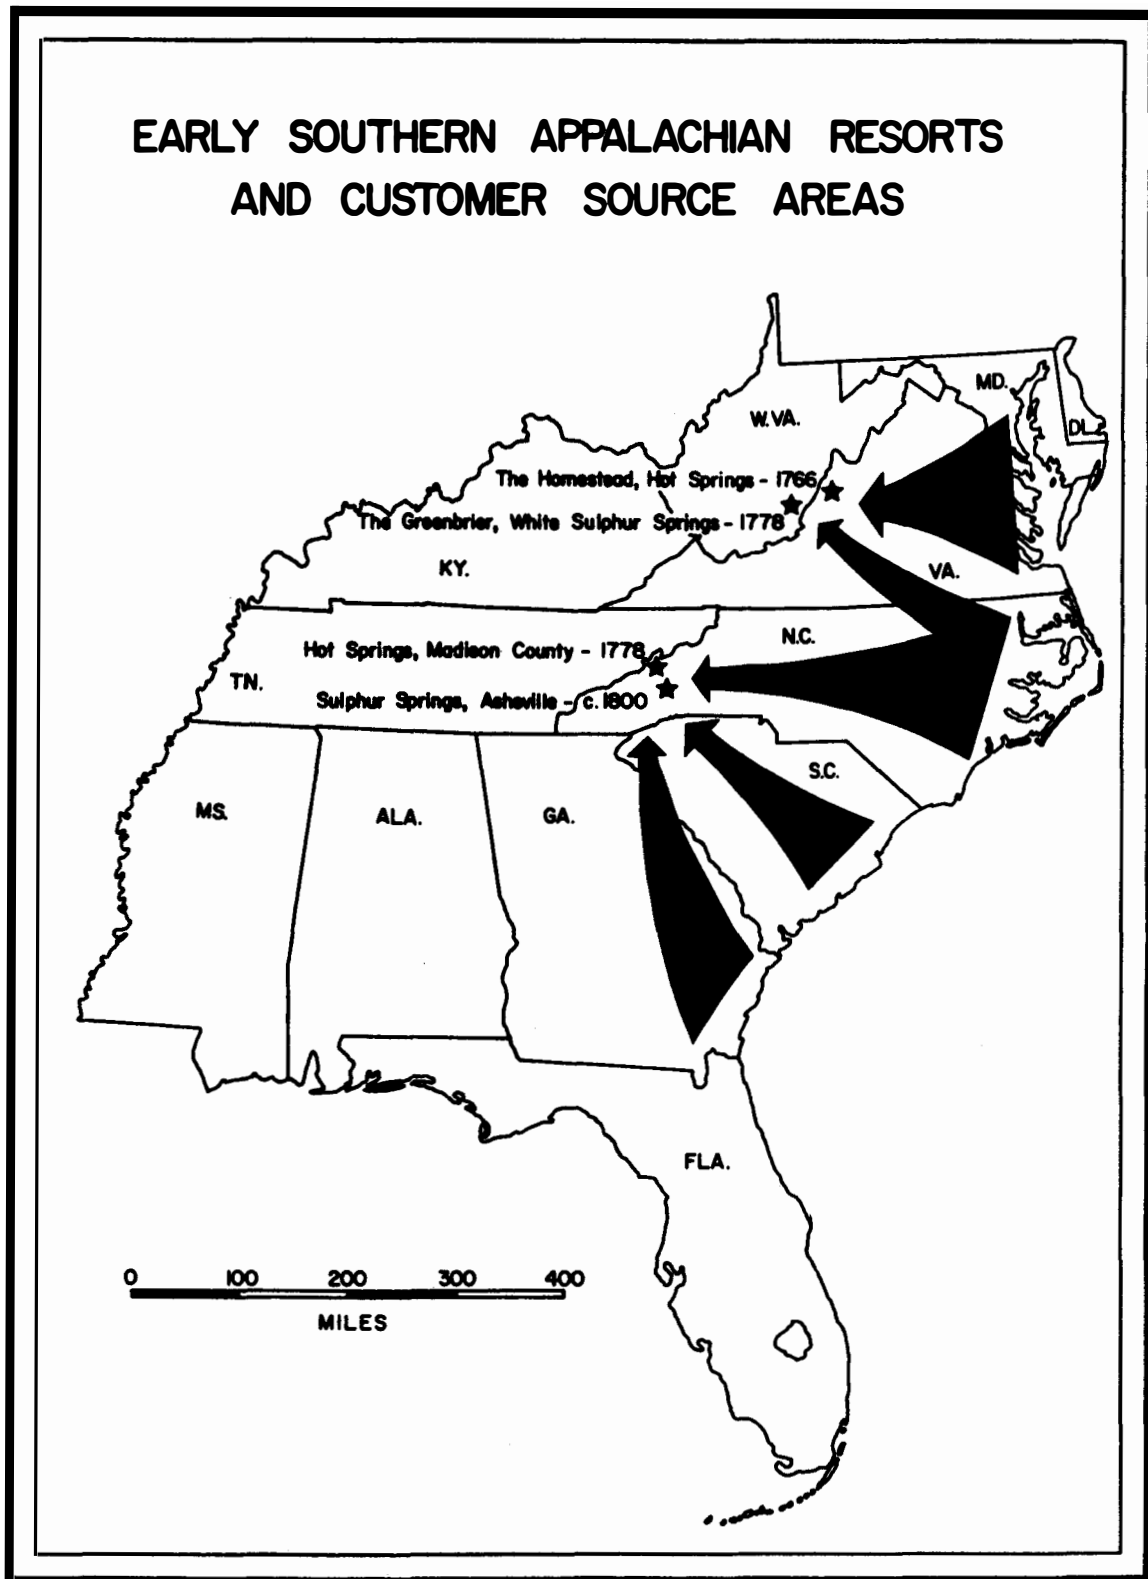 EARLY SOUTHERN APPALACHIAN RESORTS
AND CUSTOMER SOURCE AREAS
MD.
W.VA.
DL.
The Homestead, Hot Springs - 1766
The Greenbrier, White Sulphur Springs - 1778
KY.
VA.
N.C.
Hot Springs, Madison County - 1778
TN.
Sulphur Springs, Asheville - c. 1800
S.C.
MS.
ALA.
GA.
FLA.
0 100 200 300 400
MILES